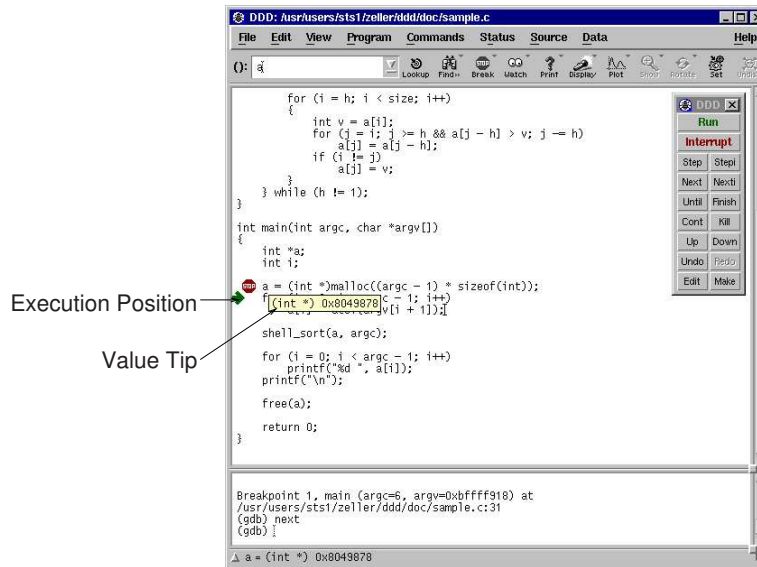 DDD: /usr/users/sts1/zeller/ddd/doc/sample.c
File Edit View Program Commands Status Source Data Help
(): a
Lookup Find›› Break Watch Print Display Plot Show Rotate Set Undisp
for (i = h; i < size; i++)
{
int v = a[i];
for (j = i; j >= h && a[j - h] > v; j -= h)
a[j] = a[j - h];
if (i != j)
a[j] = v;
}
} while (h != 1);
}
int main(int argc, char *argv[])
{
int *a;
int i;
STOP a = (int *)malloc((argc - 1) * sizeof(int));
(int *) 0x8049878 c - 1; i++)
v[i + 1]);
shell_sort(a, argc);
for (i = 0; i < argc - 1; i++)
printf("%d ", a[i]);
printf("\n");
free(a);
return 0;
}
DDD
Run
Interrupt
Step Stepi
Next Nexti
Until Finish
Cont Kill
Up Down
Undo Redo
Edit Make
Execution Position
Value Tip
Breakpoint 1, main (argc=6, argv=0xbffff918) at
/usr/users/sts1/zeller/ddd/doc/sample.c:31
(gdb) next
(gdb)
a = (int *) 0x8049878